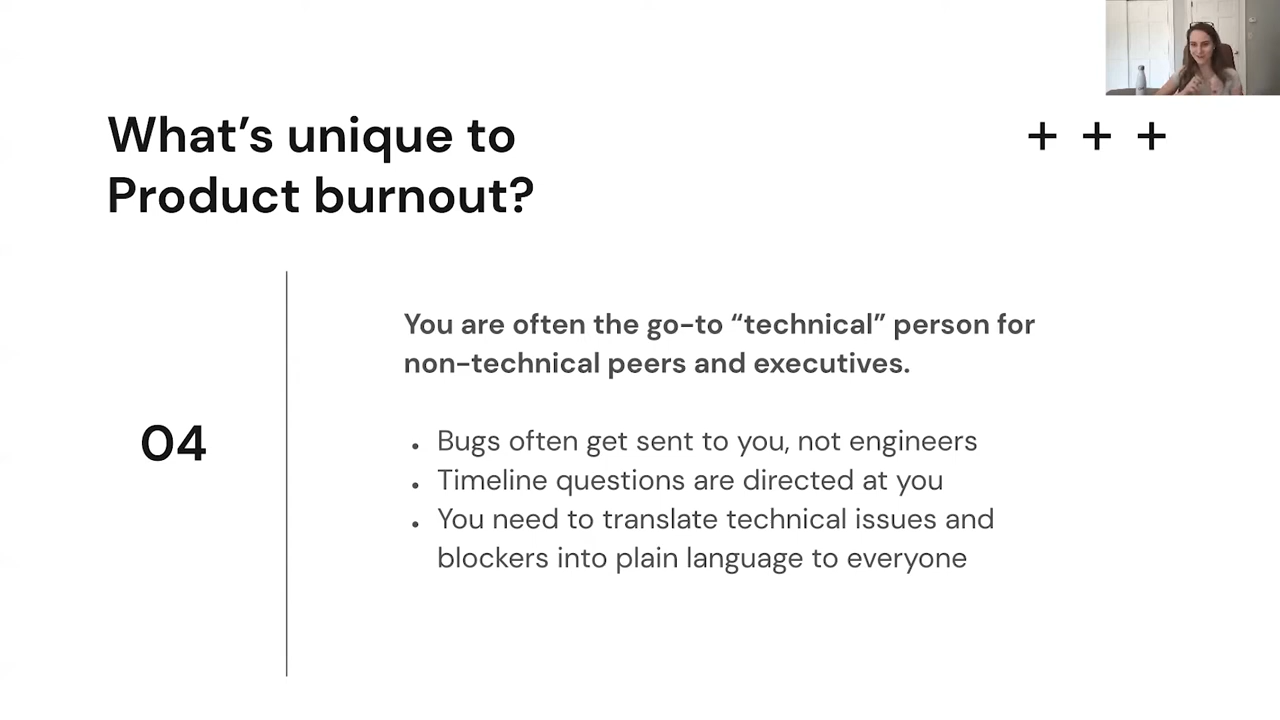 What’s unique to
Product burnout?
+ + +
04
You are often the go-to “technical” person for
non-technical peers and executives.
• Bugs often get sent to you, not engineers
• Timeline questions are directed at you
• You need to translate technical issues and
blockers into plain language to everyone